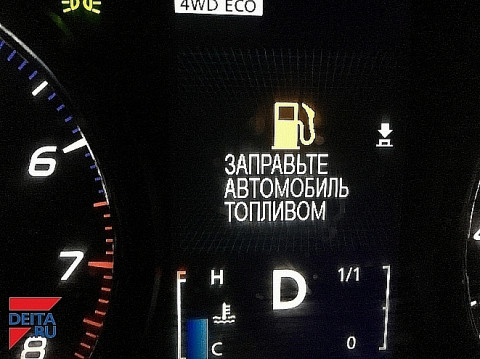 4WD ECO
ЗАПРАВЬТЕ
АВТОМОБИЛЬ
ТОПЛИВОМ
6
7
8
H D 1/1
C 0
DEITA.
RU